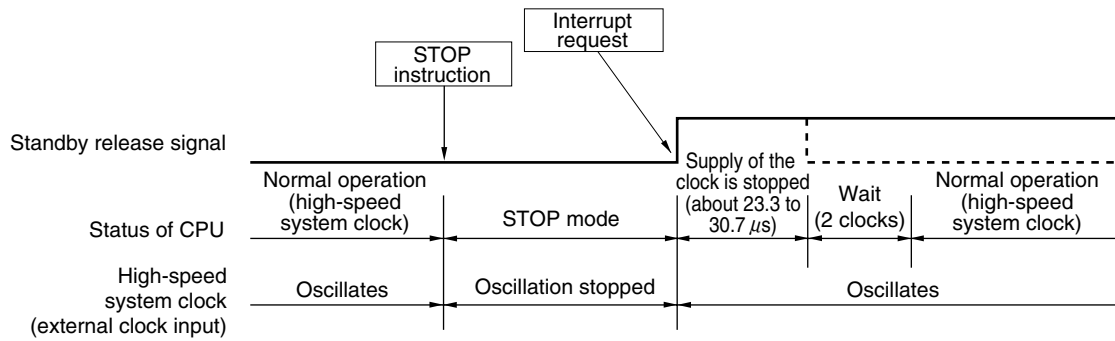 Interrupt
request
STOP
instruction
Standby release signal
Supply of the
clock is stopped
(about 23.3 to
30.7 μs)
Normal operation
(high-speed
system clock)
Wait
(2 clocks)
Normal operation
(high-speed
system clock)
Status of CPU
STOP mode
High-speed
system clock
(external clock input)
Oscillates
Oscillation stopped
Oscillates